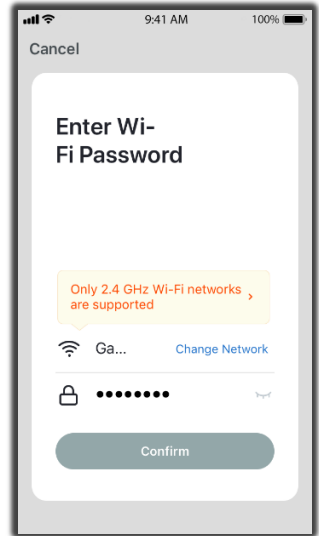 9:41 AM
100%
Cancel
Enter Wi-
Fi Password
Only 2.4 GHz Wi-Fi networks
are supported
Ga... Change Network
••••••••
Confirm